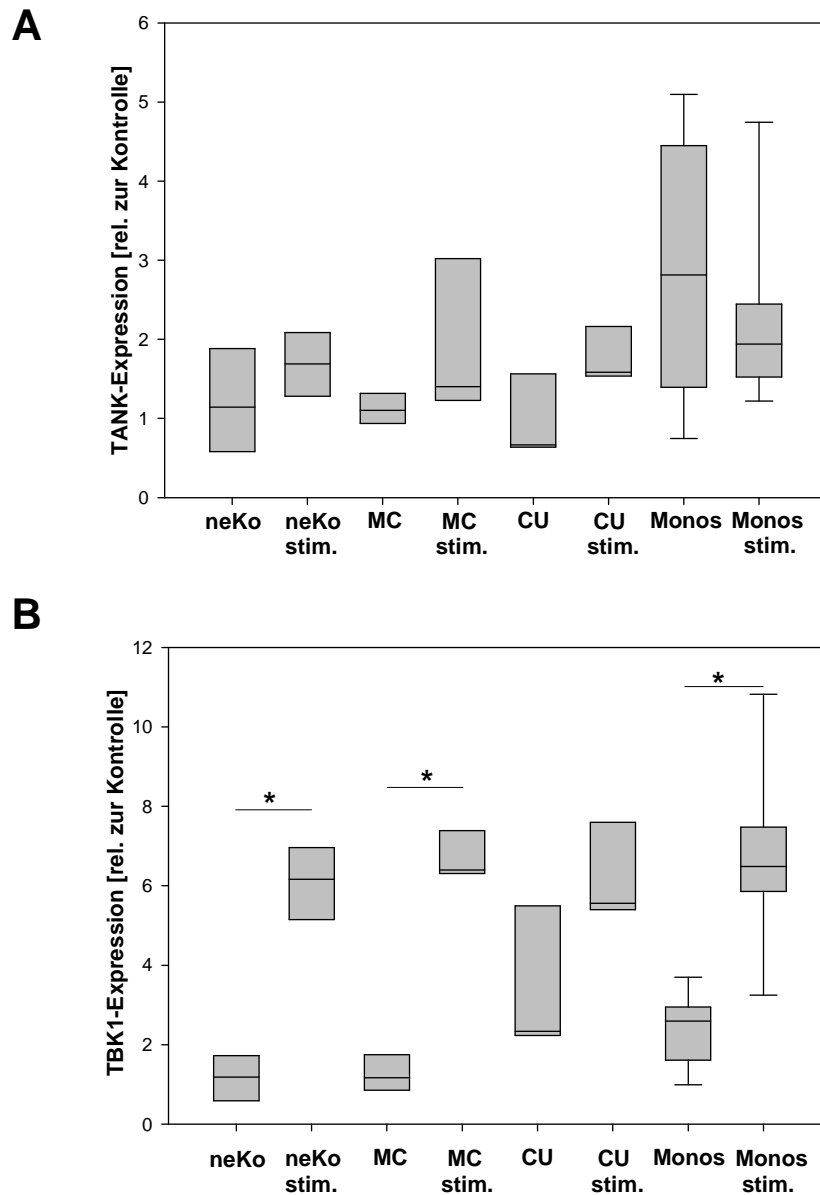 A
TANK-Expression [rel. zur Kontrolle]
6
5
4
3
2
1
0
neKo neKo MC MC CU CU Monos Monos
stim. stim. stim. stim.
B
TBK1-Expression [rel. zur Kontrolle]
12
10
8
6
4
2
0
*
*
*
neKo neKo MC MC CU CU Monos Monos
stim. stim. stim. stim.